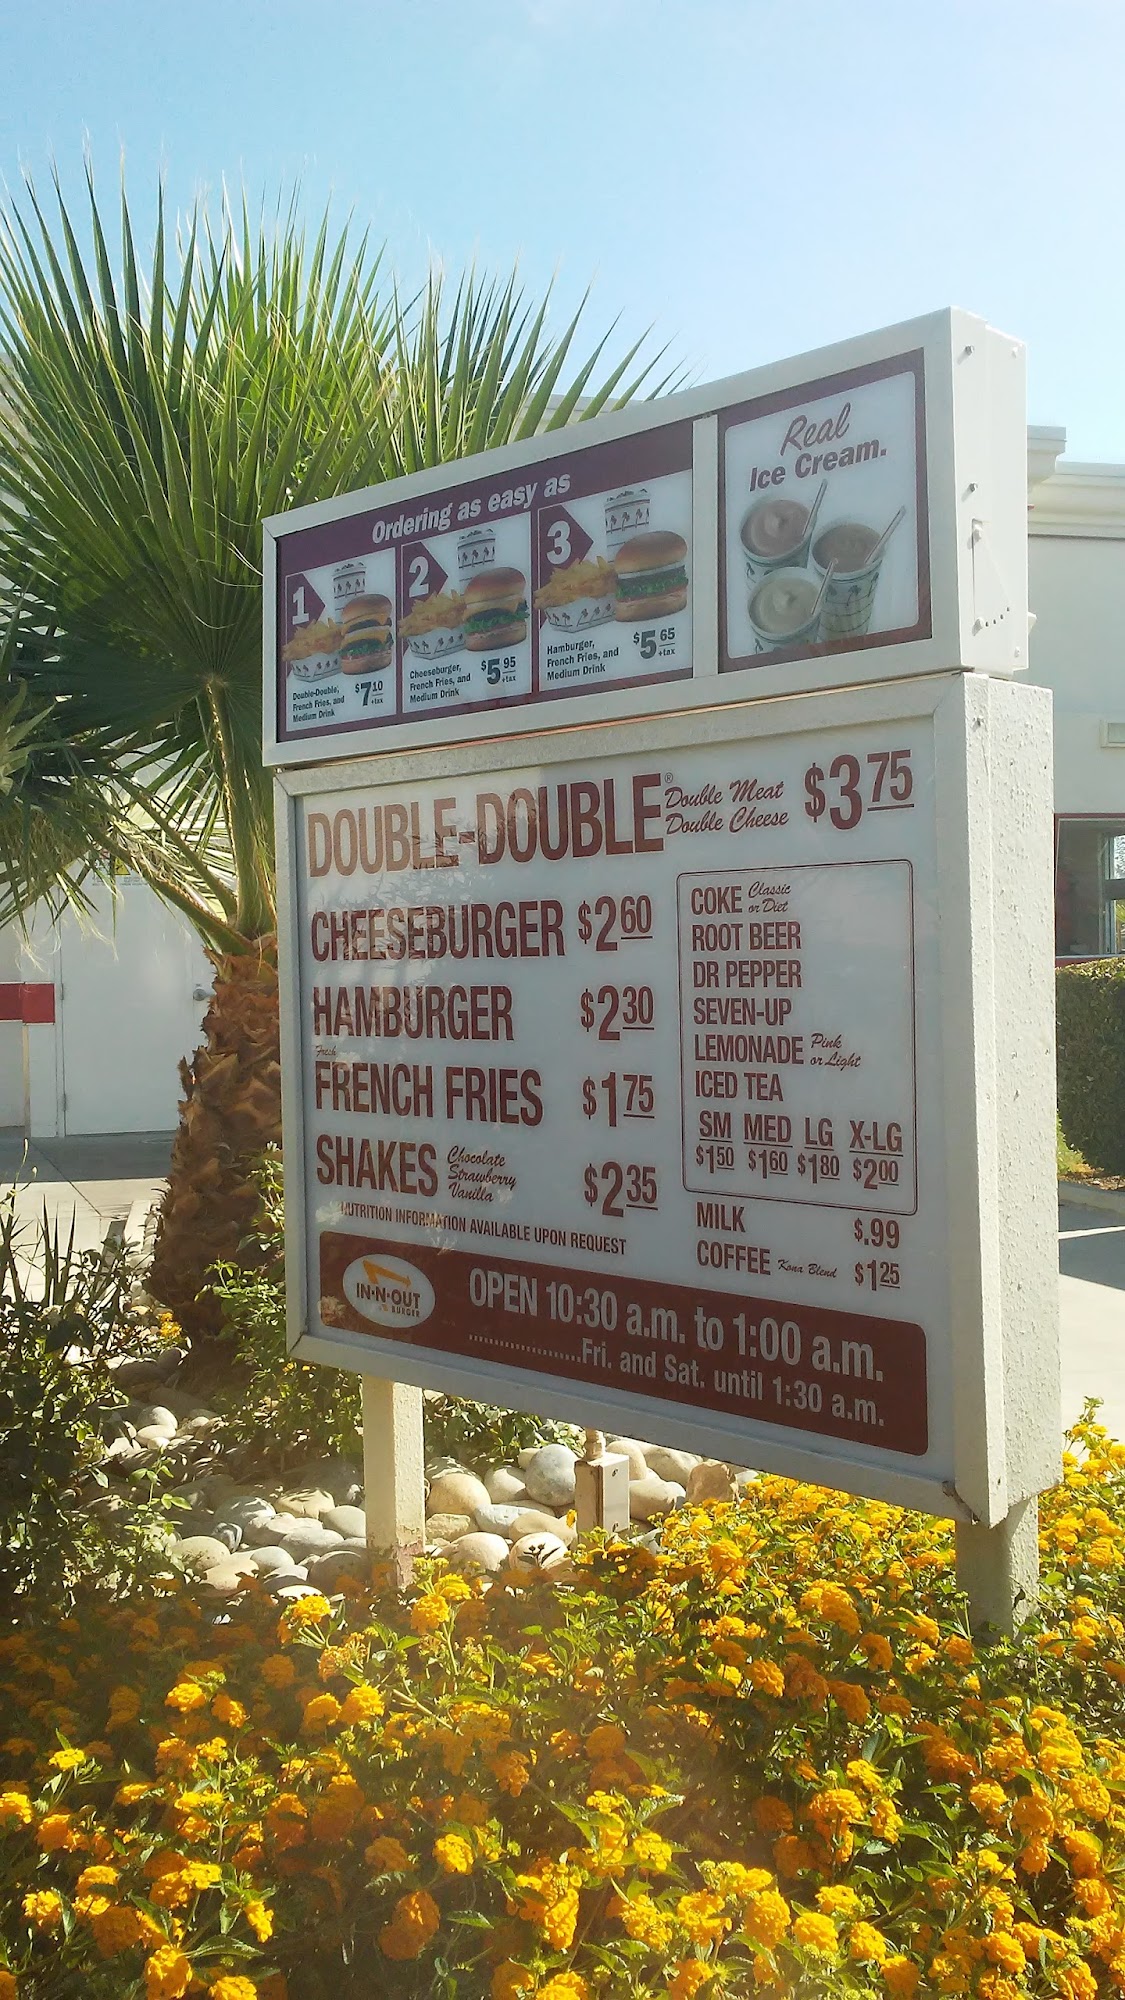 Ordering as easy as
1
Double-Double,
French Fries, and
Medium Drink
$7.10
+tax
2
Cheeseburger,
French Fries, and
Medium Drink
$5.95
+tax
3
Hamburger,
French Fries, and
Medium Drink
$5.65
+tax
Real
Ice Cream.
DOUBLE-DOUBLE® Double Meat Double Cheese $3.75
CHEESEBURGER $2.60
HAMBURGER $2.30
Fresh
FRENCH FRIES $1.75
SHAKES Chocolate Strawberry Vanilla $2.35
NUTRITION INFORMATION AVAILABLE UPON REQUEST
COKE Classic or Diet
ROOT BEER
DR PEPPER
SEVEN-UP
LEMONADE Pink or Light
ICED TEA
SM MED LG X-LG
$1.50 $1.60 $1.80 $2.00
MILK $.99
COFFEE Kona Blend $1.25
IN-N-OUT
BURGER
OPEN 10:30 a.m. to 1:00 a.m.
....................Fri. and Sat. until 1:30 a.m.